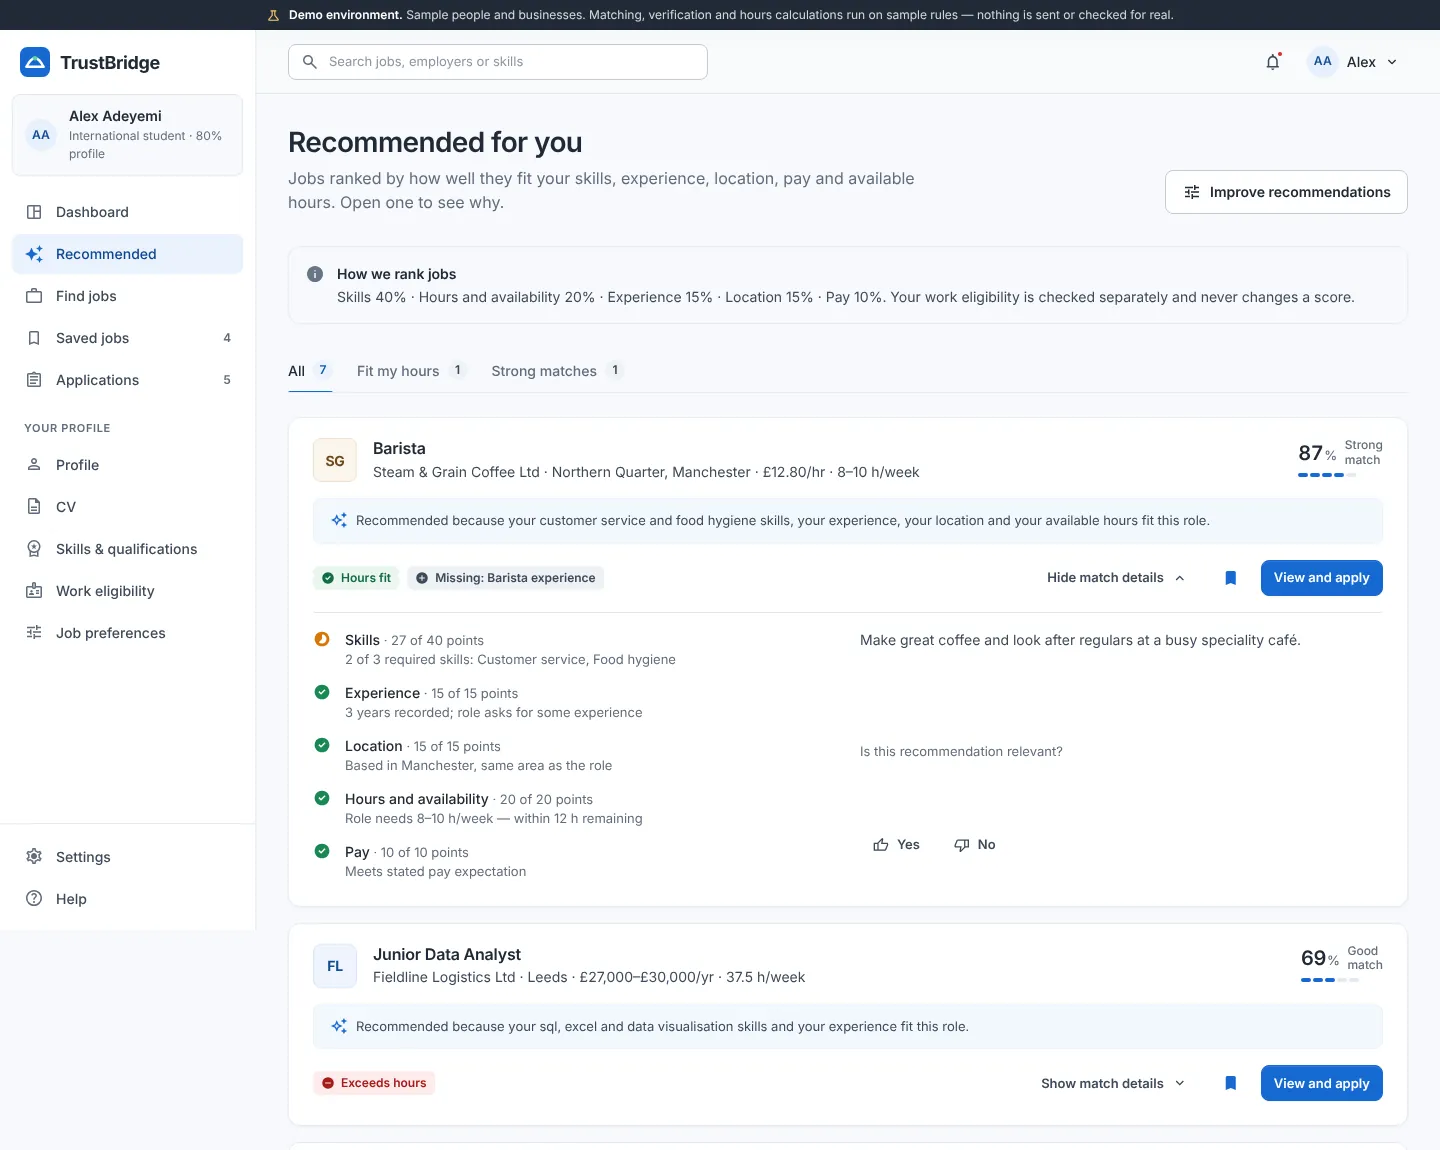 Demo environment. Sample people and businesses. Matching, verification and hours calculations run on sample rules — nothing is sent or checked for real.
TrustBridge
Search jobs, employers or skills
AA
Alex
AA
Alex Adeyemi
International student · 80%
profile
Dashboard
Recommended
Find jobs
Saved jobs 4
Applications 5
YOUR PROFILE
Profile
CV
Skills & qualifications
Work eligibility
Job preferences
Settings
Help
Recommended for you
Jobs ranked by how well they fit your skills, experience, location, pay and available
hours. Open one to see why.
Improve recommendations
How we rank jobs
Skills 40% · Hours and availability 20% · Experience 15% · Location 15% · Pay 10%. Your work eligibility is checked separately and never changes a score.
All 7 Fit my hours 1 Strong matches 1
SG
Barista
Steam & Grain Coffee Ltd · Northern Quarter, Manchester · £12.80/hr · 8–10 h/week
87% Strong
match
Recommended because your customer service and food hygiene skills, your experience, your location and your available hours fit this role.
Hours fit Missing: Barista experience Hide match details View and apply
Skills · 27 of 40 points
2 of 3 required skills: Customer service, Food hygiene
Experience · 15 of 15 points
3 years recorded; role asks for some experience
Location · 15 of 15 points
Based in Manchester, same area as the role
Hours and availability · 20 of 20 points
Role needs 8–10 h/week — within 12 h remaining
Pay · 10 of 10 points
Meets stated pay expectation
Make great coffee and look after regulars at a busy speciality café.
Is this recommendation relevant?
Yes No
FL
Junior Data Analyst
Fieldline Logistics Ltd · Leeds · £27,000–£30,000/yr · 37.5 h/week
69% Good
match
Recommended because your sql, excel and data visualisation skills and your experience fit this role.
Exceeds hours Show match details View and apply